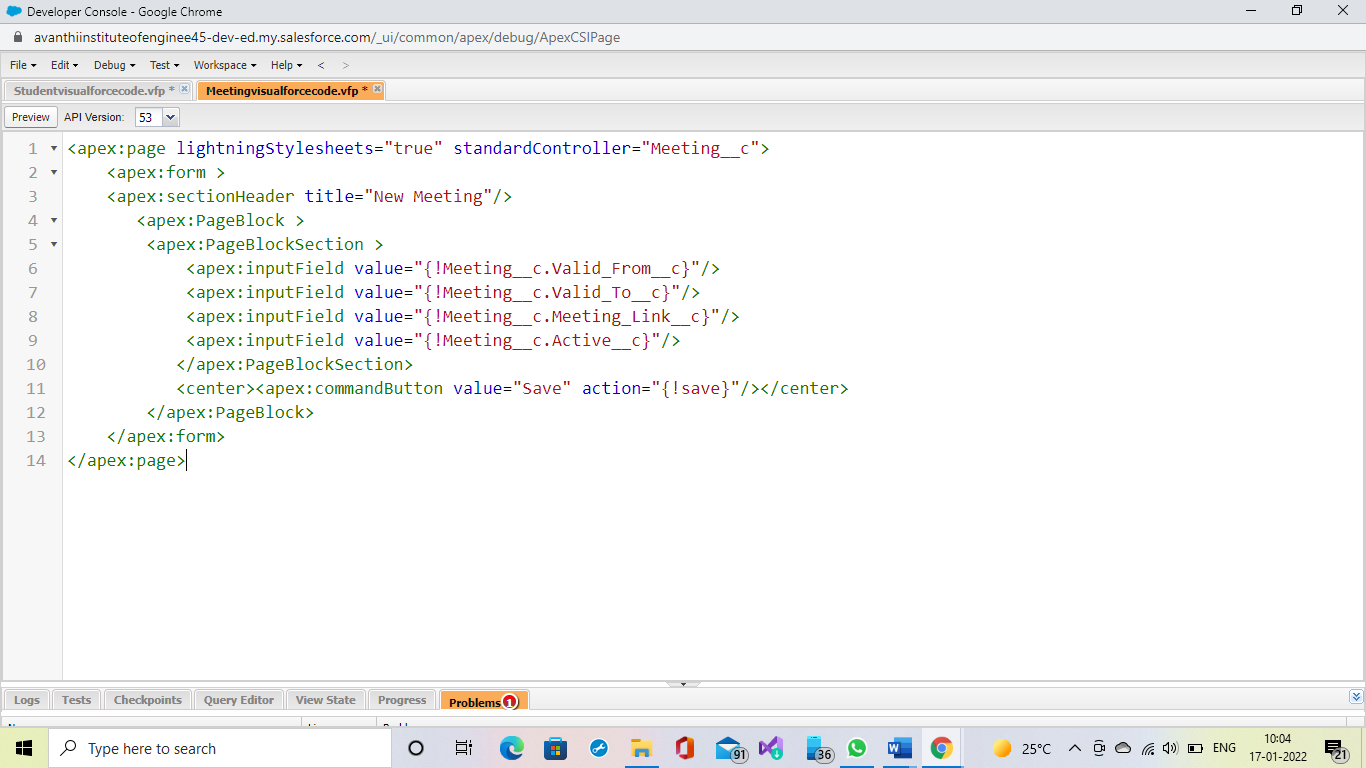 Developer Console - Google Chrome
avanthiinstituteofenginee45-dev-ed.my.salesforce.com/_ui/common/apex/debug/ApexCSIPage
File Edit Debug Test Workspace Help < >
Studentvisualforcecode.vfp * Meetingvisualforcecode.vfp *
Preview API Version: 53
1 <apex:page lightningStylesheets="true" standardController="Meeting__c">
2 <apex:form >
3 <apex:sectionHeader title="New Meeting"/>
4 <apex:PageBlock >
5 <apex:PageBlockSection >
6 <apex:inputField value="{!Meeting__c.Valid_From__c}"/>
7 <apex:inputField value="{!Meeting__c.Valid_To__c}"/>
8 <apex:inputField value="{!Meeting__c.Meeting_Link__c}"/>
9 <apex:inputField value="{!Meeting__c.Active__c}"/>
10 </apex:PageBlockSection>
11 <center><apex:commandButton value="Save" action="{!save}"/></center>
12 </apex:PageBlock>
13 </apex:form>
14 </apex:page>
Logs Tests Checkpoints Query Editor View State Progress Problems 1
Type here to search 91 36 25°C ENG 10:04
17-01-2022 21